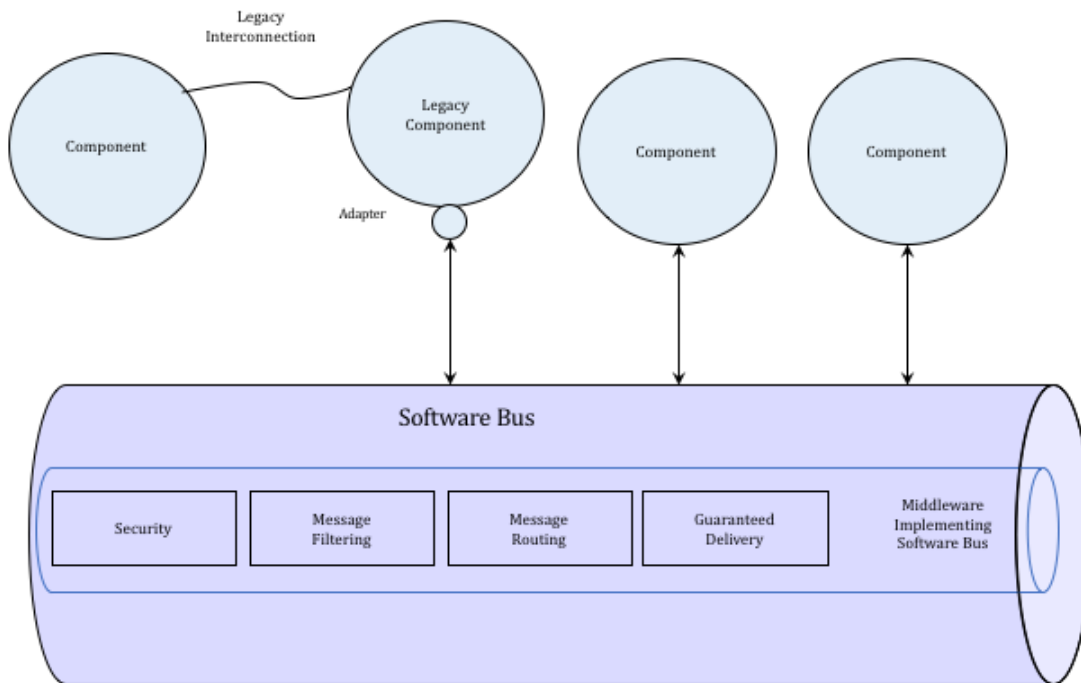 Legacy
Interconnection
Component
Legacy
Component
Component
Component
Adapter
Software Bus
Security
Message
Filtering
Message
Routing
Guaranteed
Delivery
Middleware
Implementing
Software Bus